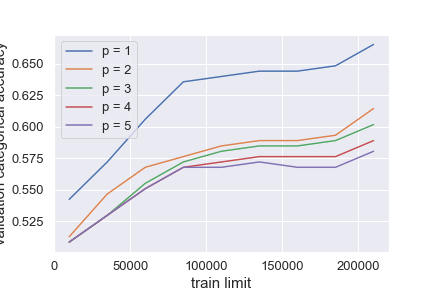 validation categorical accuracy
0.650
0.625
0.600
0.575
0.550
0.525
p = 1
p = 2
p = 3
p = 4
p = 5
0 50000 100000 150000 200000
train limit